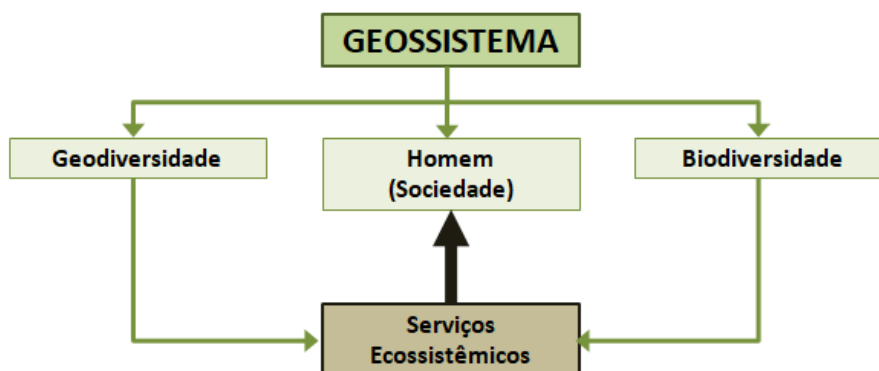 GEOSSISTEMA
Geodiversidade
Homem
(Sociedade)
Biodiversidade
Serviços
Ecossistêmicos